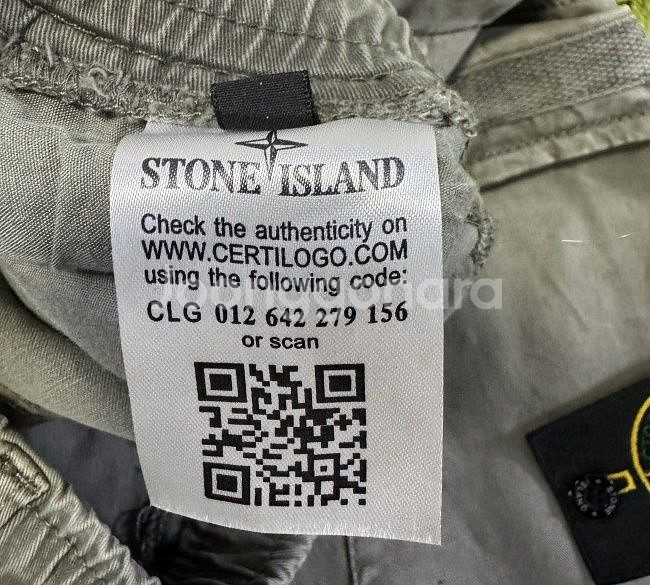 STONE ISLAND
Check the authenticity on
WWW.CERTILOGO.COM
using the following code:
CLG 012 642 279 156
or scan